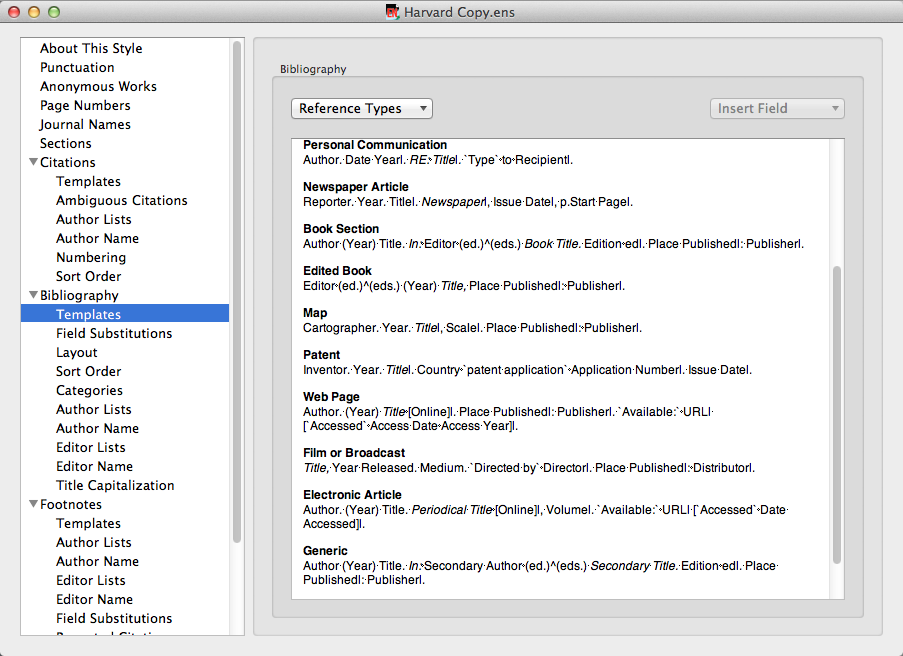 Harvard Copy.ens
About This Style
Punctuation
Anonymous Works
Page Numbers
Journal Names
Sections
Citations
Templates
Ambiguous Citations
Author Lists
Author Name
Numbering
Sort Order
Bibliography
Templates
Field Substitutions
Layout
Sort Order
Categories
Author Lists
Author Name
Editor Lists
Editor Name
Title Capitalization
Footnotes
Templates
Author Lists
Author Name
Editor Lists
Editor Name
Field Substitutions
Bibliography
Reference Types
Insert Field
Personal Communication
Author.·Date·Year|.·RE:·Title|.·`Type`·to·Recipient|.
Newspaper Article
Reporter.·Year.·Title|.·Newspaper|,·Issue·Date|,·p.Start·Page|.
Book Section
Author·(Year)·Title.·In:·Editor·(ed.)^(eds.)·Book·Title.·Edition·ed|.·Place·Published|:·Publisher|.
Edited Book
Editor·(ed.)^(eds.)·(Year)·Title,·Place·Published|:·Publisher|.
Map
Cartographer.·Year.·Title|,·Scale|.·Place·Published|:·Publisher|.
Patent
Inventor.·Year.·Title|.·Country·`patent·application`·Application·Number|.·Issue·Date|.
Web Page
Author.·(Year)·Title·[Online]|.·Place·Published|:·Publisher|.·`Available:`·URL|·
[`Accessed`·Access·Date·Access·Year]|.
Film or Broadcast
Title,·Year·Released.·Medium.·`Directed·by`·Director|.·Place·Published|:·Distributor|.
Electronic Article
Author.·(Year)·Title.·Periodical·Title·[Online]|,·Volume|.·`Available:`·URL|·[`Accessed`·Date·
Accessed]|.
Generic
Author·(Year)·Title.·In:·Secondary·Author·(ed.)^(eds.)·Secondary·Title.·Edition·ed|.·Place·
Published|:·Publisher|.